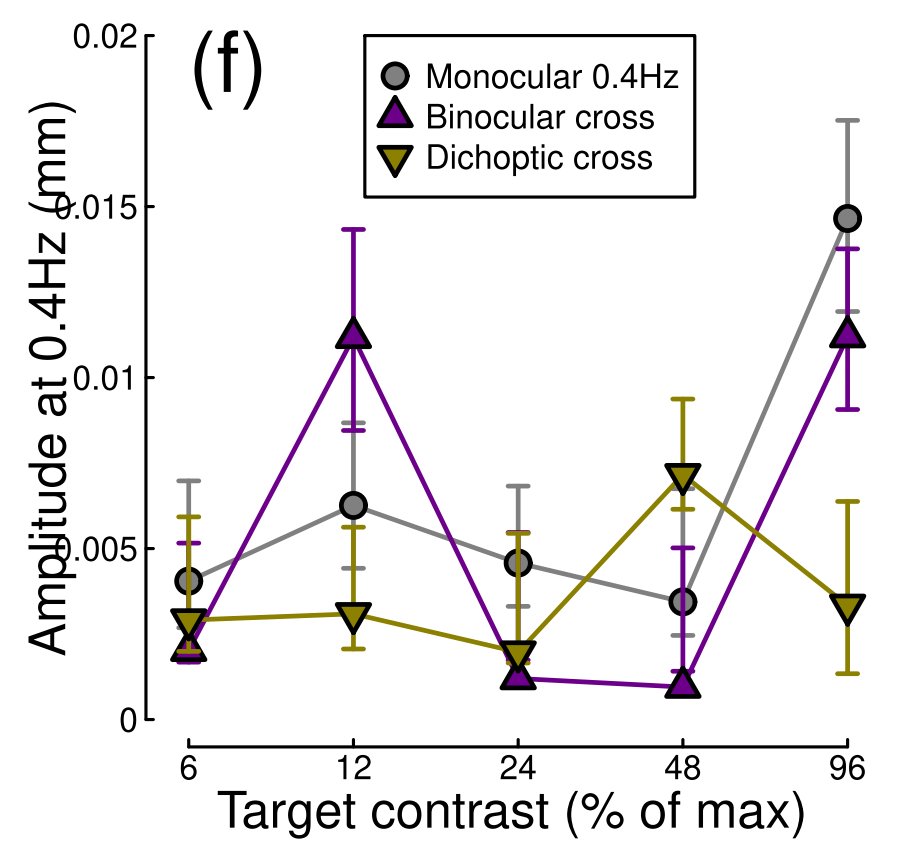 (f)
Monocular 0.4Hz
Binocular cross
Dichoptic cross
Amplitude at 0.4Hz (mm)
0.02
0.015
0.01
0.005
0
6 12 24 48 96
Target contrast (% of max)